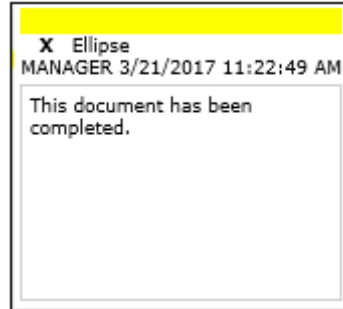 X Ellipse
MANAGER 3/21/2017 11:22:49 AM
This document has been
completed.